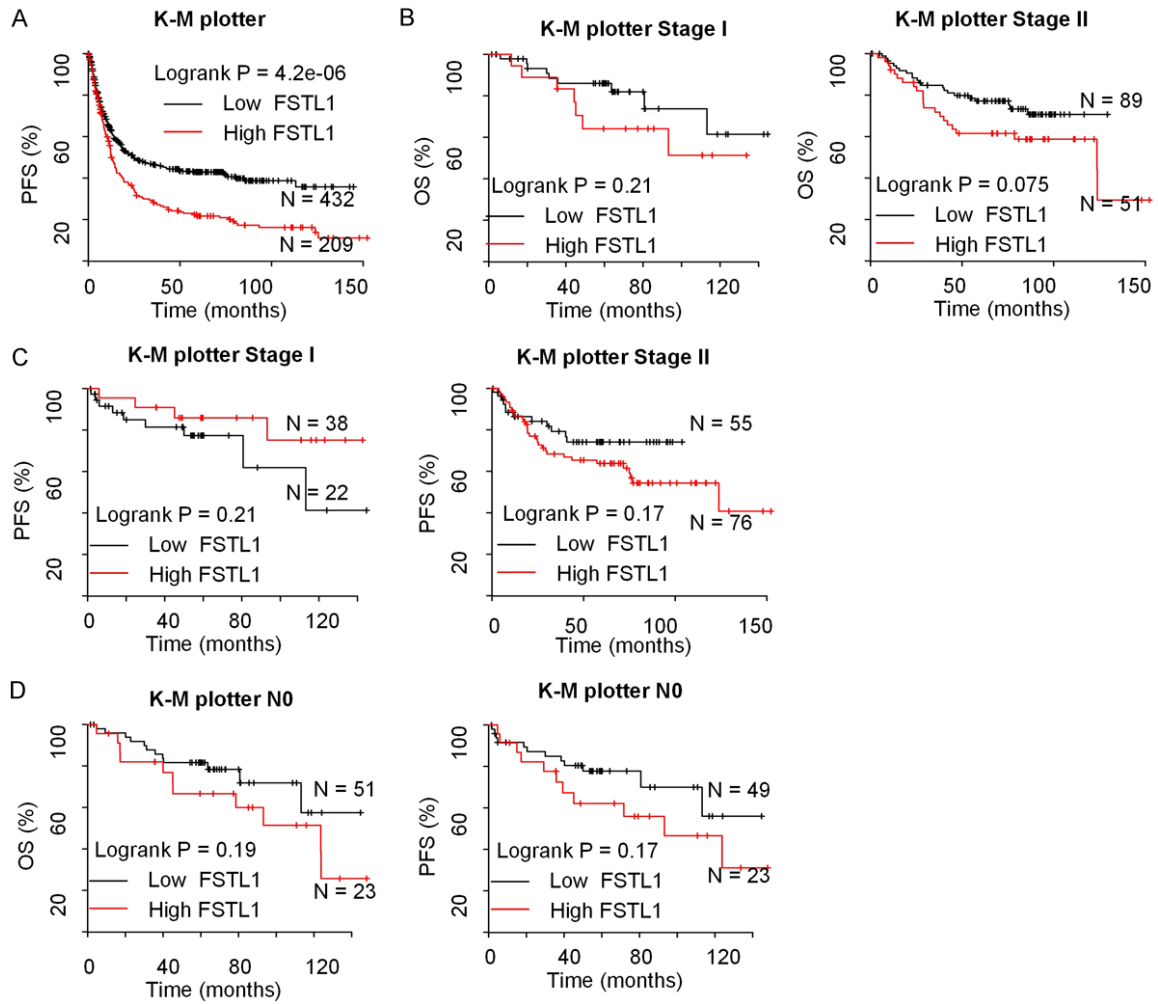 A
K-M plotter
100
60
20
PFS (%)
Logrank P = 4.2e-06
Low FSTL1
High FSTL1
N = 432
N = 209
0 50 100 150
Time (months)
B
K-M plotter Stage I
100
60
20
OS (%)
Logrank P = 0.21
Low FSTL1
High FSTL1
0 40 80 120
Time (months)
K-M plotter Stage II
100
60
20
OS (%)
N = 89
Logrank P = 0.075
Low FSTL1
High FSTL1
N = 51
0 50 100 150
Time (months)
C
K-M plotter Stage I
100
60
20
PFS (%)
N = 38
N = 22
Logrank P = 0.21
Low FSTL1
High FSTL1
0 40 80 120
Time (months)
K-M plotter Stage II
100
60
20
PFS (%)
N = 55
Logrank P = 0.17
N = 76
Low FSTL1
High FSTL1
0 50 100 150
Time (months)
D
K-M plotter N0
100
60
20
OS (%)
N = 51
Logrank P = 0.19
Low FSTL1
N = 23
High FSTL1
0 40 80 120
Time (months)
K-M plotter N0
100
60
20
PFS (%)
N = 49
Logrank P = 0.17
Low FSTL1
N = 23
High FSTL1
0 40 80 120
Time (months)